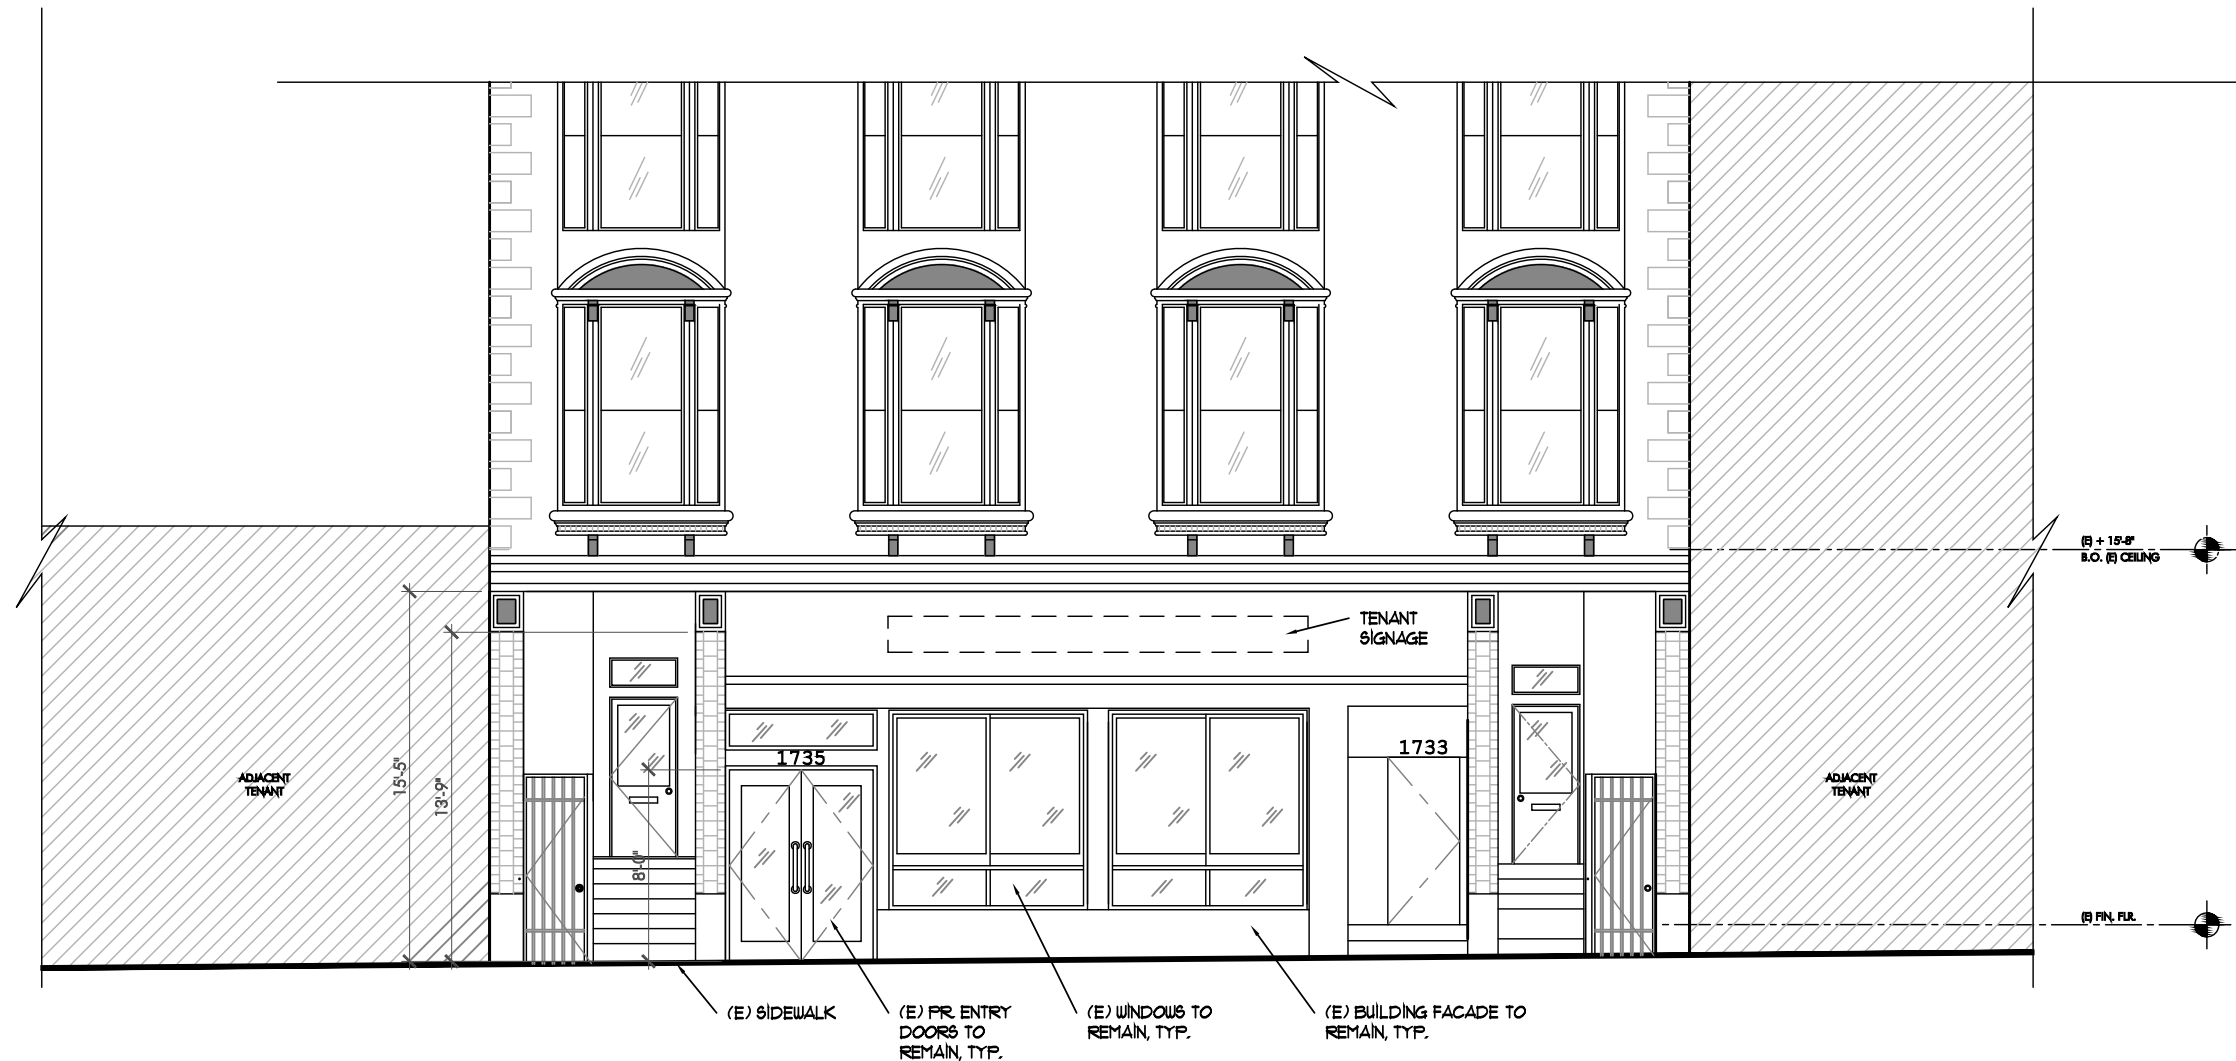 (E) + 15'-8"
B.O. (E) CEILING
TENANT
SIGNAGE
1733
1735
ADJACENT
TENANT
15'-5"
13'-9"
8'-0"
ADJACENT
TENANT
(E) FIN. FLR.
(E) SIDEWALK
(E) PR. ENTRY
DOORS TO
REMAIN, TYP.
(E) WINDOWS TO
REMAIN, TYP.
(E) BUILDING FACADE TO
REMAIN, TYP.